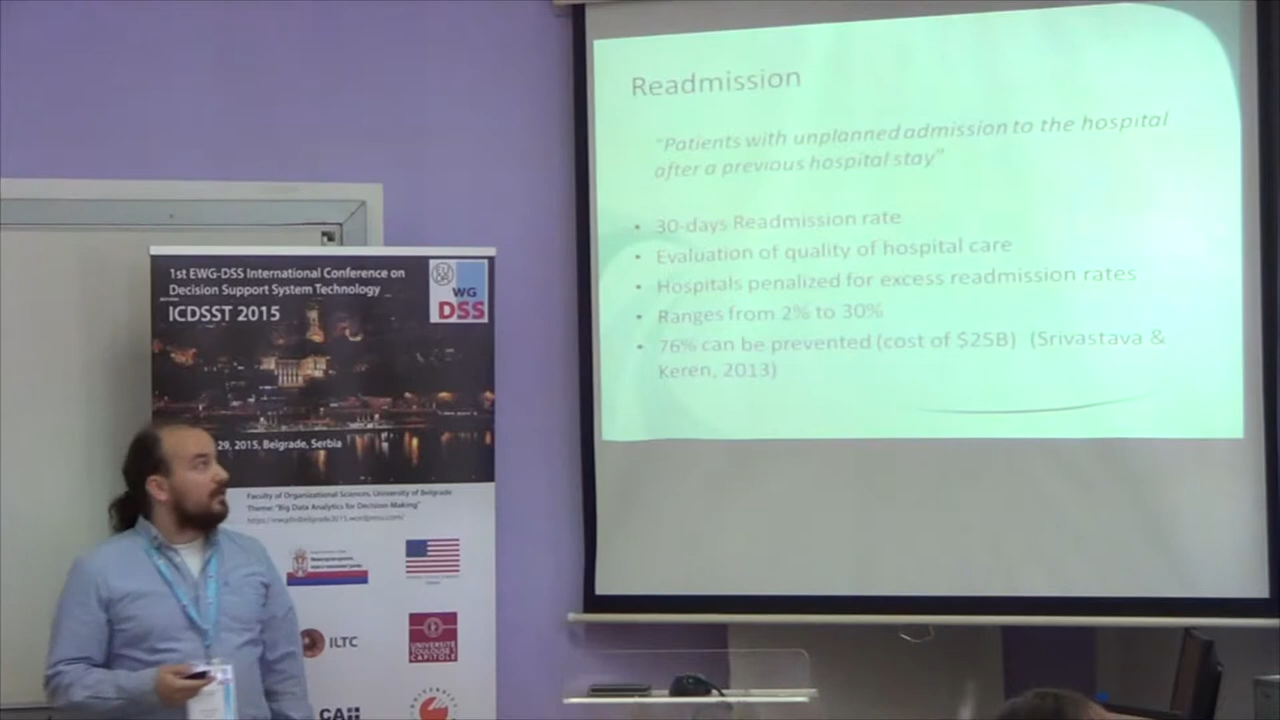 Readmission
"Patients with unplanned admission to the hospital
after a previous hospital stay"
• 30-days Readmission rate
• Evaluation of quality of hospital care
• Hospitals penalized for excess readmission rates
• Ranges from 2% to 30%
• 76% can be prevented (cost of $25B) (Srivastava &
Keren, 2013)
1st EWG-DSS International Conference on
Decision Support System Technology
ICDSST 2015
WG
DSS
29, 2015, Belgrade, Serbia
Faculty of Organizational Sciences, University of Belgrade
Theme: "Big Data Analytics for Decision Making"
ILTC
UNIVERSITÉ
TOULOUSE 1
CAPITOLE